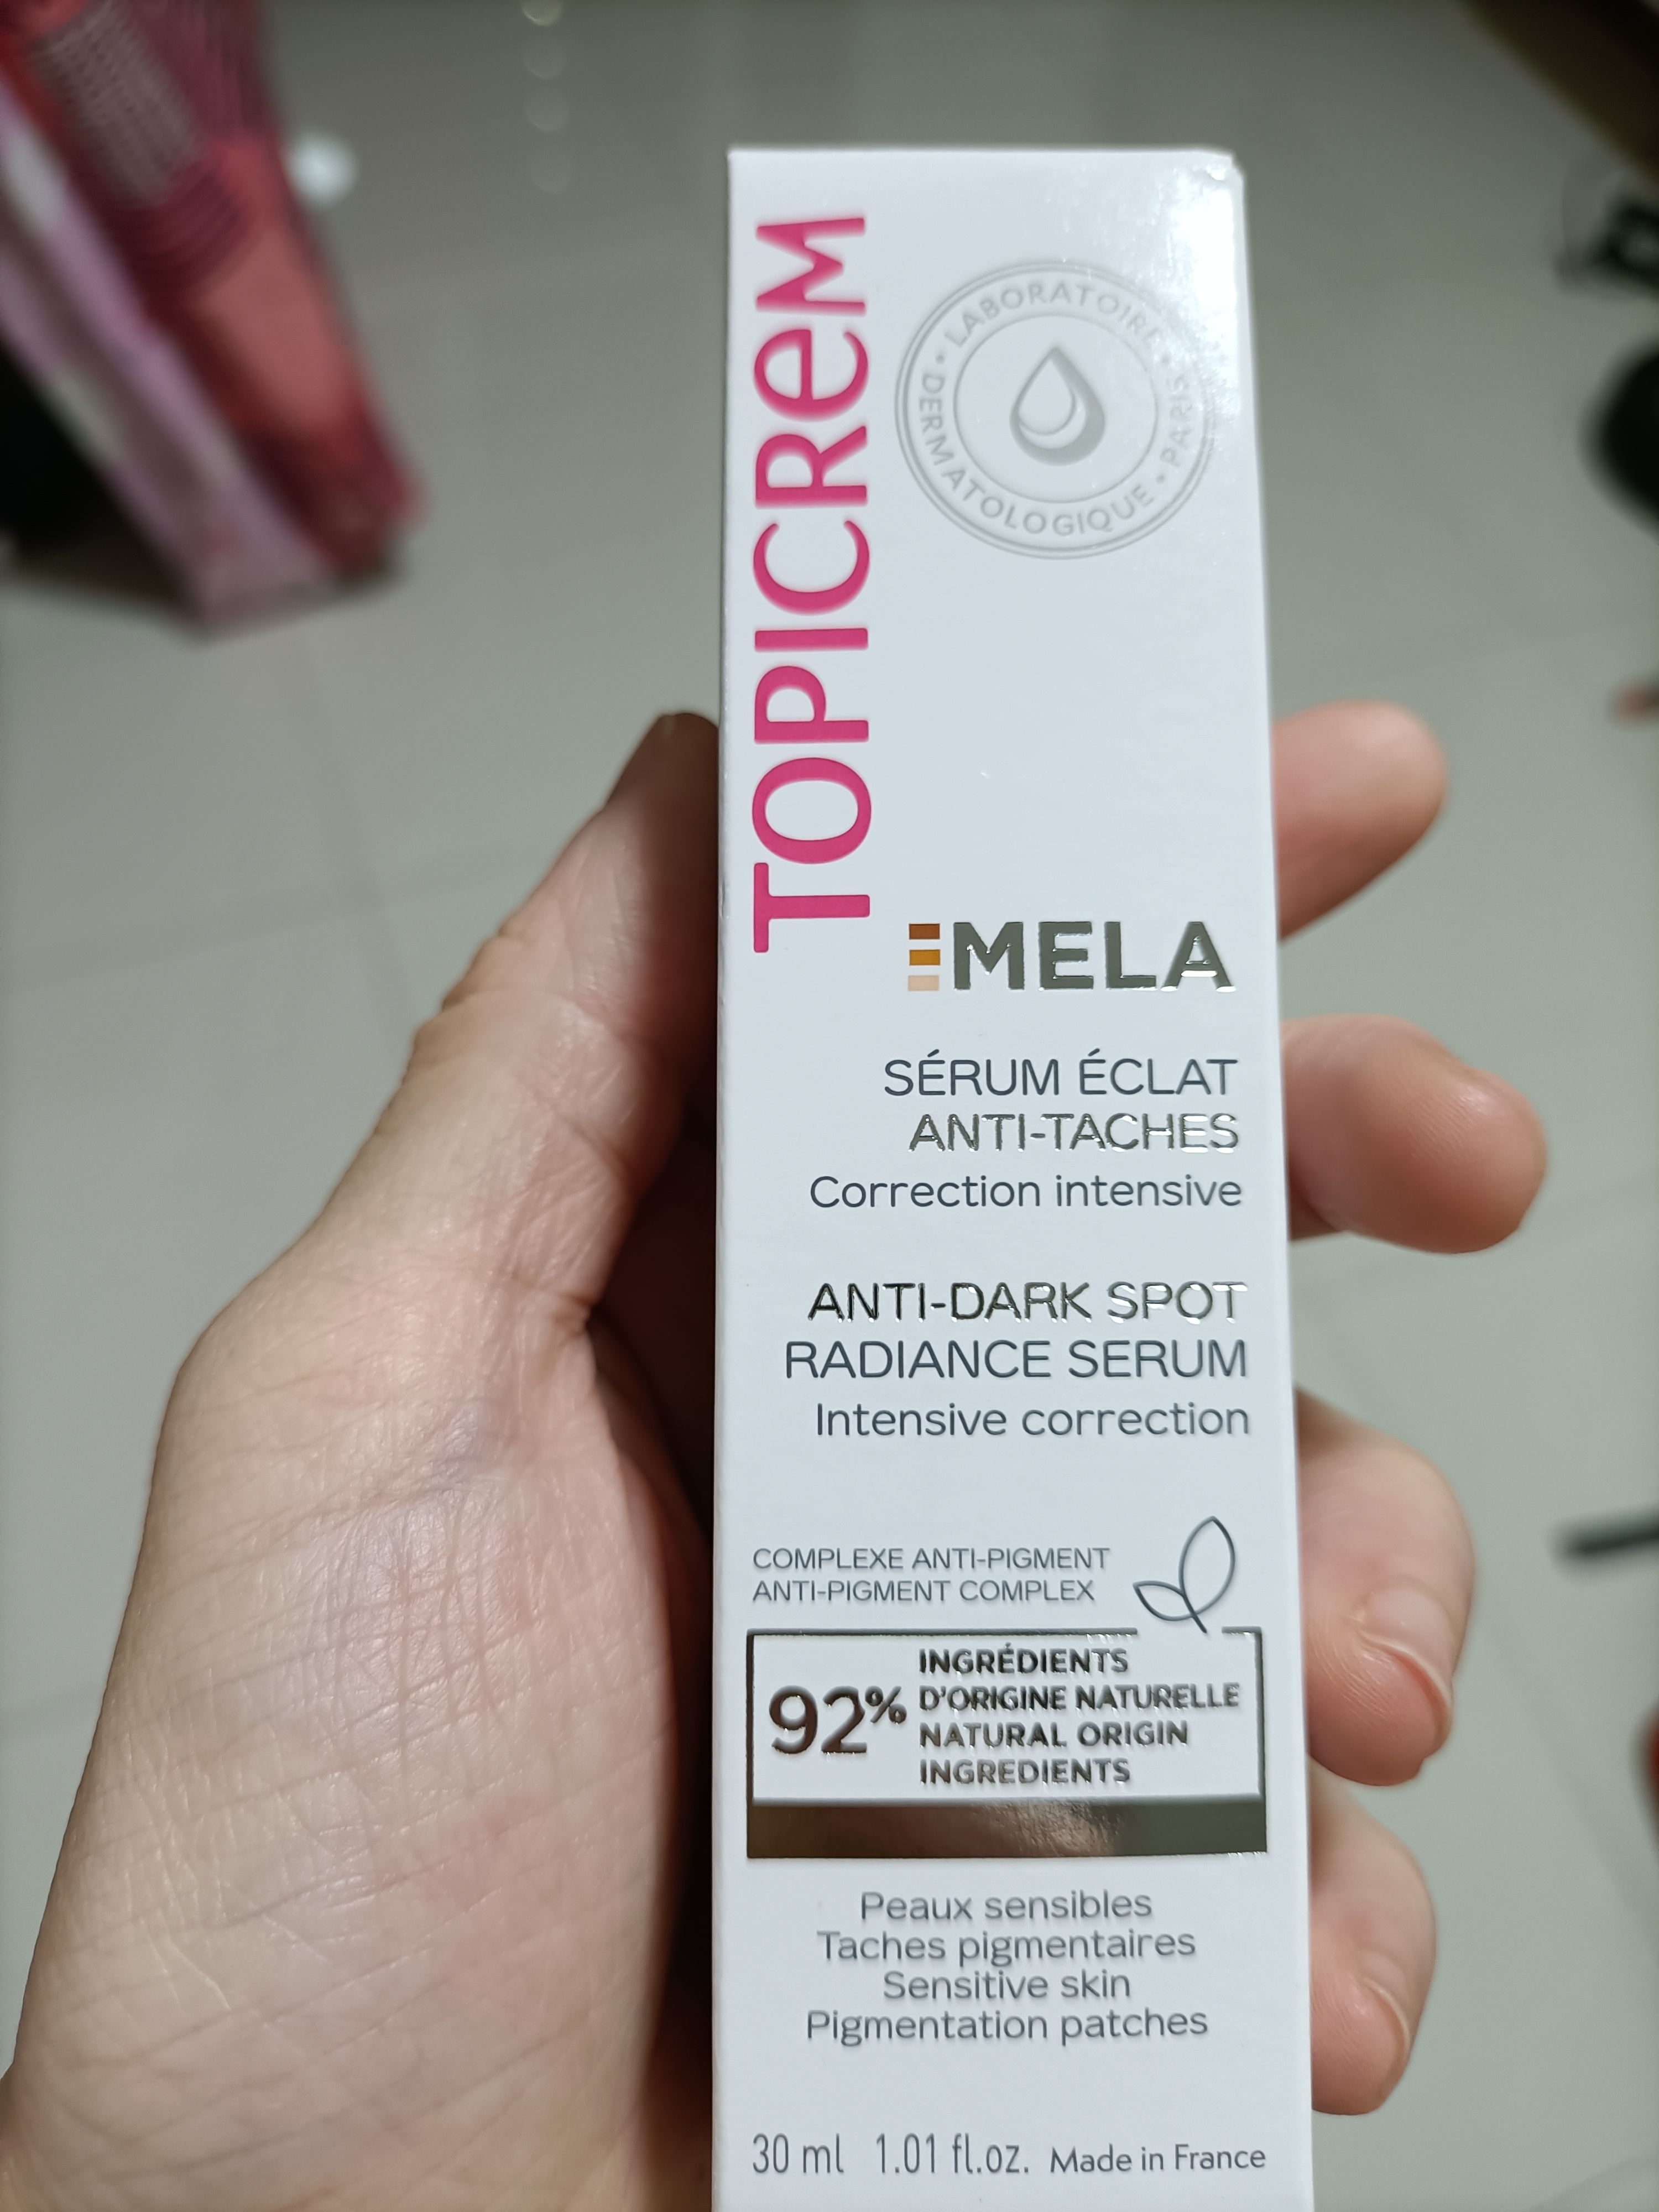 TOPICREM
LABORATOIRE • PARIS • DERMATOLOGIQUE •
MELA
SÉRUM ÉCLAT
ANTI-TACHES
Correction intensive
ANTI-DARK SPOT
RADIANCE SERUM
Intensive correction
COMPLEXE ANTI-PIGMENT
ANTI-PIGMENT COMPLEX
92% INGRÉDIENTS
D'ORIGINE NATURELLE
NATURAL ORIGIN
INGREDIENTS
Peaux sensibles
Taches pigmentaires
Sensitive skin
Pigmentation patches
30 ml 1.01 fl.oz. Made in France